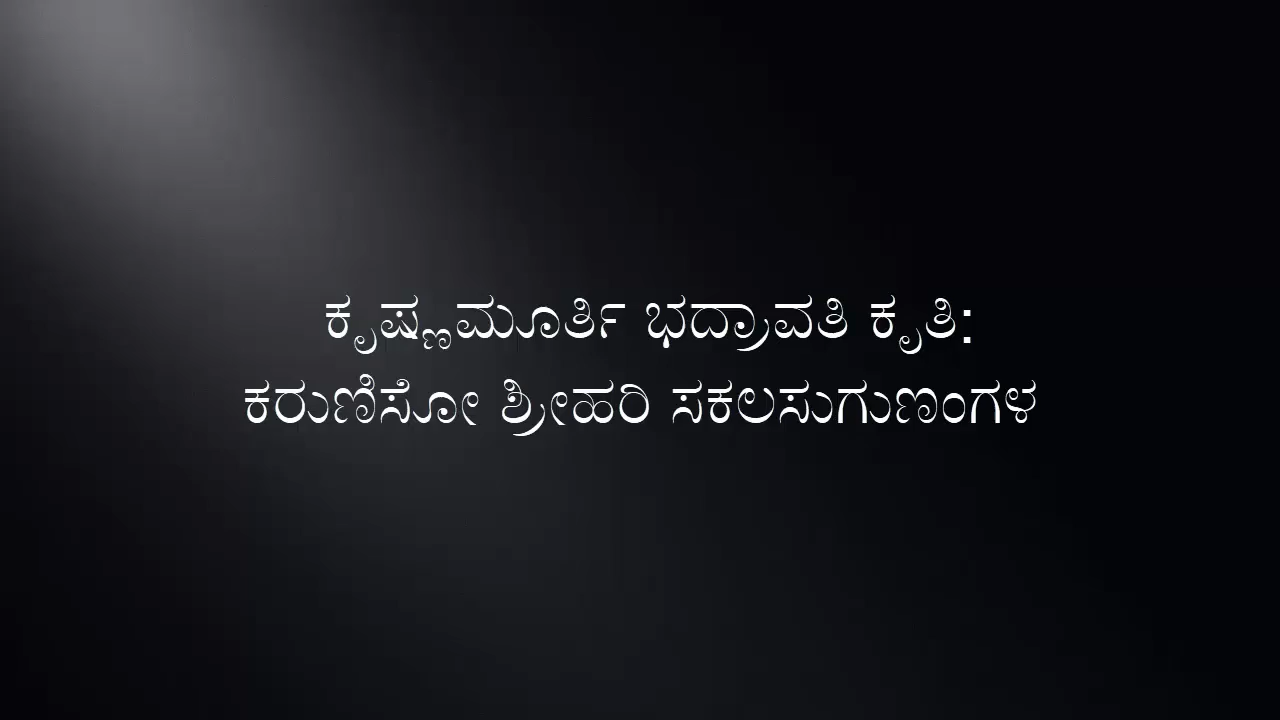 ಕೃಷ್ಣಮೂರ್ತಿ ಭದ್ರಾವತಿ ಕೃತಿ:
ಕರುಣಿಸೋ ಶ್ರೀಹರಿ ಸಕಲಸುಗುಣಂಗಳ